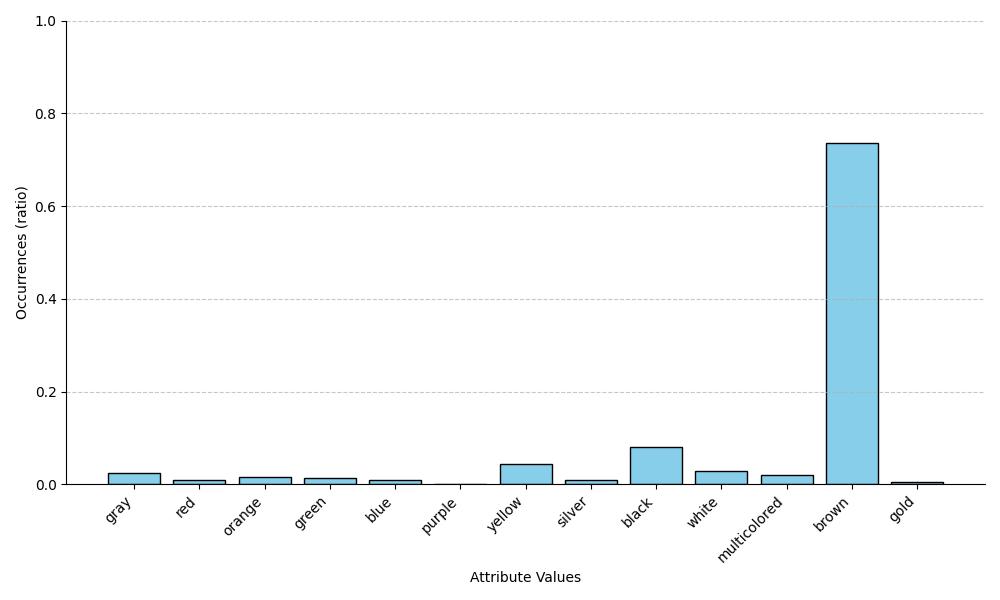 1.0
0.8
0.6
0.4
0.2
0.0
Occurrences (ratio)
gray
red
orange
green
blue
purple
yellow
silver
black
white
multicolored
brown
gold
Attribute Values